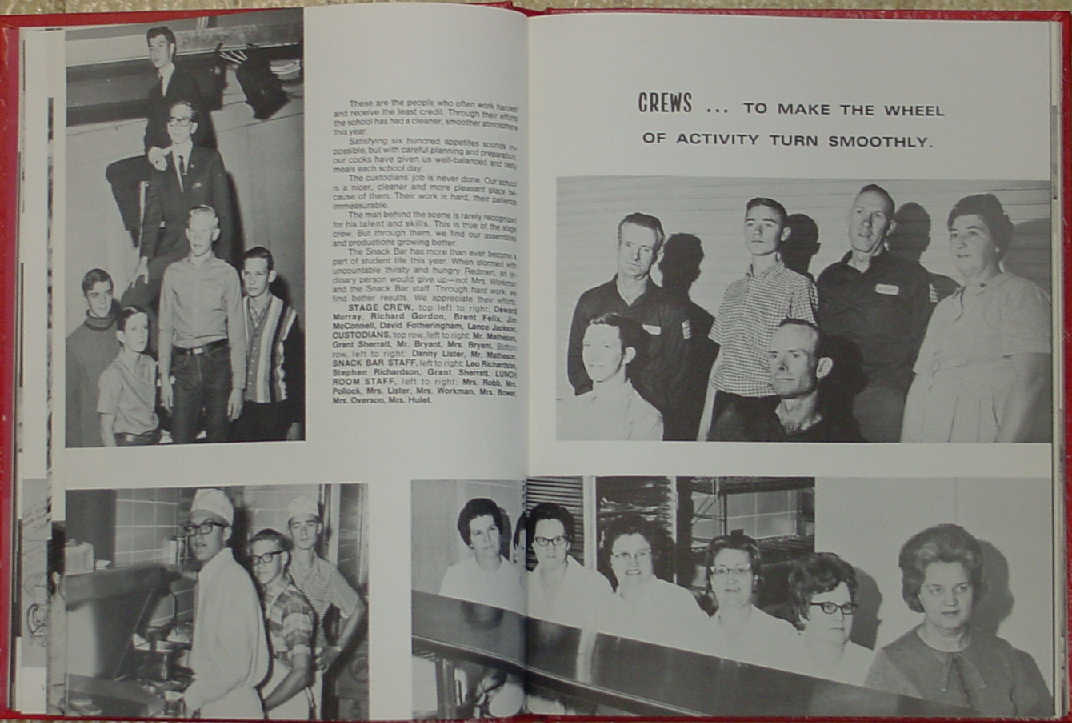 These are the people who often work hardest
and receive the least credit. Through their efforts
the school has had a cleaner, smoother atmosphere
this year.
Satisfying six hundred appetites sounds im-
possible, but with careful planning and preparation,
our cooks have given us well-balanced and tasty
meals each school day.
The custodians' job is never done. Our school
is a nicer, cleaner and more pleasant place be-
cause of them. Their work is hard, their patience
immeasurable.
The man behind the scene is rarely recognized
for his talent and skills. This is true of the stage
crew. But through them, we find our assemblies
and productions growing better.
The Snack Bar has more than ever become a
part of student life this year. When stormed with
uncountable thirsty and hungry Redmen, an or-
dinary person would give up—not Mrs. Workman
and the Snack Bar staff. Through hard work we
find better results. We appreciate their efforts.
STAGE CREW, top left to right: Deward
Murray, Richard Gordon, Brent Felix, Jim
McConnell, David Fotheringham, Lance Jackson.
CUSTODIANS, top row, left to right: Mr. Matheson,
Grant Sherratt, Mr. Bryant, Mrs. Bryant, Bottom
row, left to right: Danny Lister, Mr. Matheson.
SNACK BAR STAFF, left to right: Leo Richardson,
Stephen Richardson, Grant Sherratt, LUNCH
ROOM STAFF, left to right: Mrs. Robb, Mrs.
Pollock, Mrs. Lister, Mrs. Workman, Mrs. Bower,
Mrs. Overson, Mrs. Hulet.
CREWS ... TO MAKE THE WHEEL
OF ACTIVITY TURN SMOOTHLY.